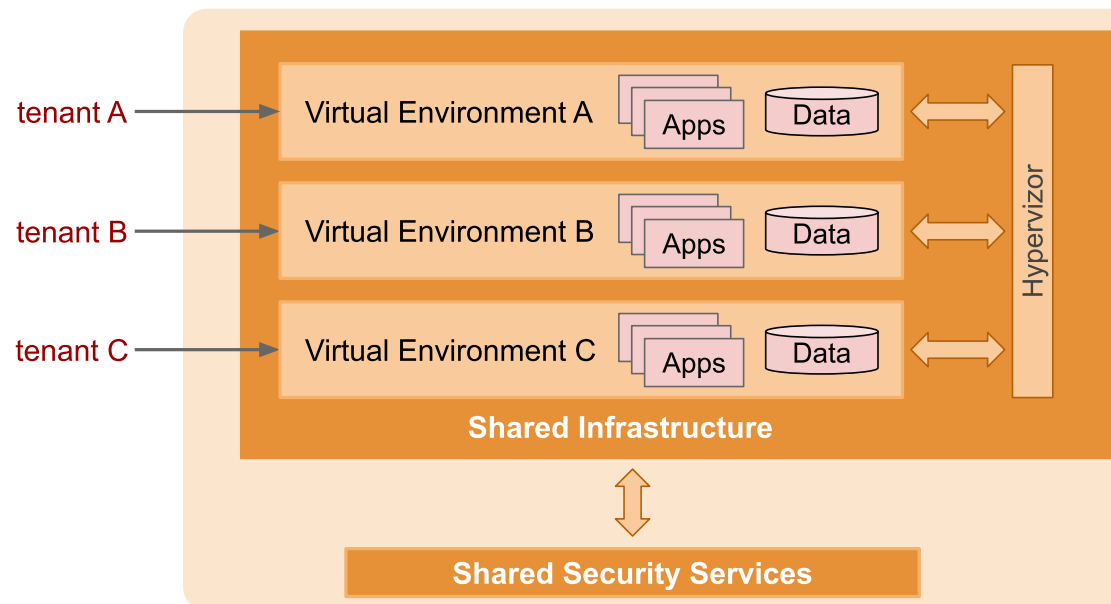 tenant A
Virtual Environment A
Apps
Data
tenant B
Virtual Environment B
Apps
Data
tenant C
Virtual Environment C
Apps
Data
Hypervizor
Shared Infrastructure
Shared Security Services